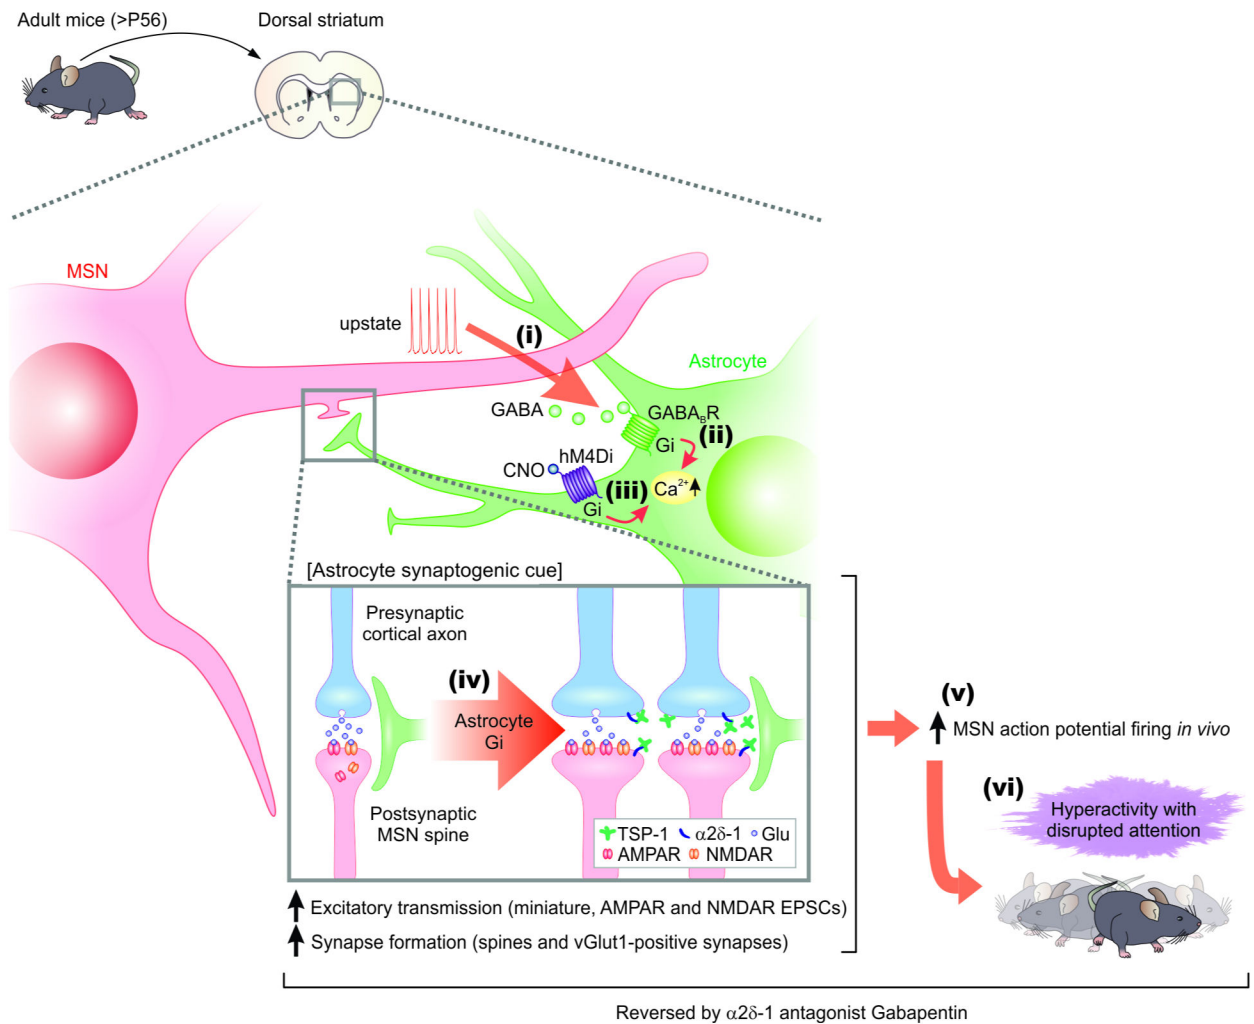 Adult mice (>P56)
Dorsal striatum
MSN
upstate
(i)
Astrocyte
GABA
GABA_BR
Gi
(ii)
hM4Di
CNO
(iii)
Ca²⁺
Gi
[Astrocyte synaptogenic cue]
Presynaptic
cortical axon
(iv)
Astrocyte
Gi
Postsynaptic
MSN spine
TSP-1 α2δ-1 Glu
AMPAR NMDAR
(v)
MSN action potential firing in vivo
(vi)
Hyperactivity with
disrupted attention
Excitatory transmission (miniature, AMPAR and NMDAR EPSCs)
Synapse formation (spines and vGlut1-positive synapses)
Reversed by α2δ-1 antagonist Gabapentin